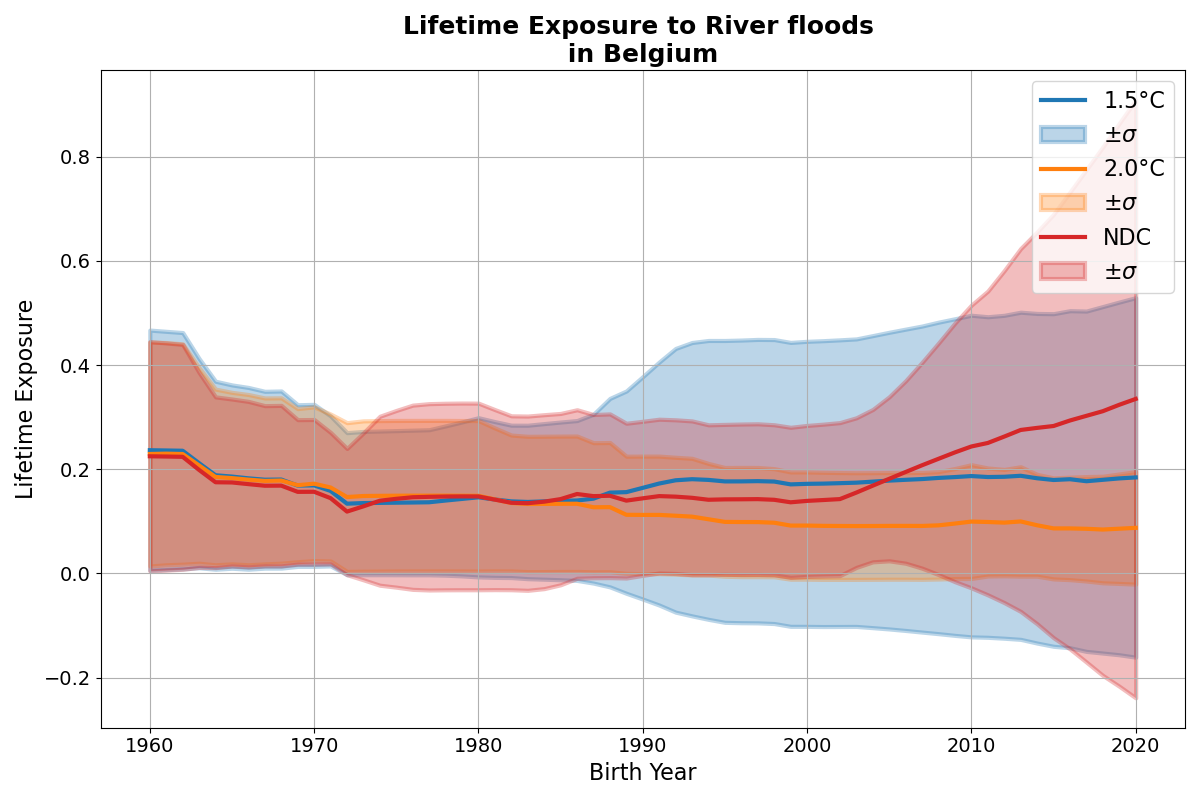 Lifetime Exposure to River floods
in Belgium
1.5°C
±σ
2.0°C
±σ
NDC
±σ
Lifetime Exposure
0.8
0.6
0.4
0.2
0.0
−0.2
1960 1970 1980 1990 2000 2010 2020
Birth Year